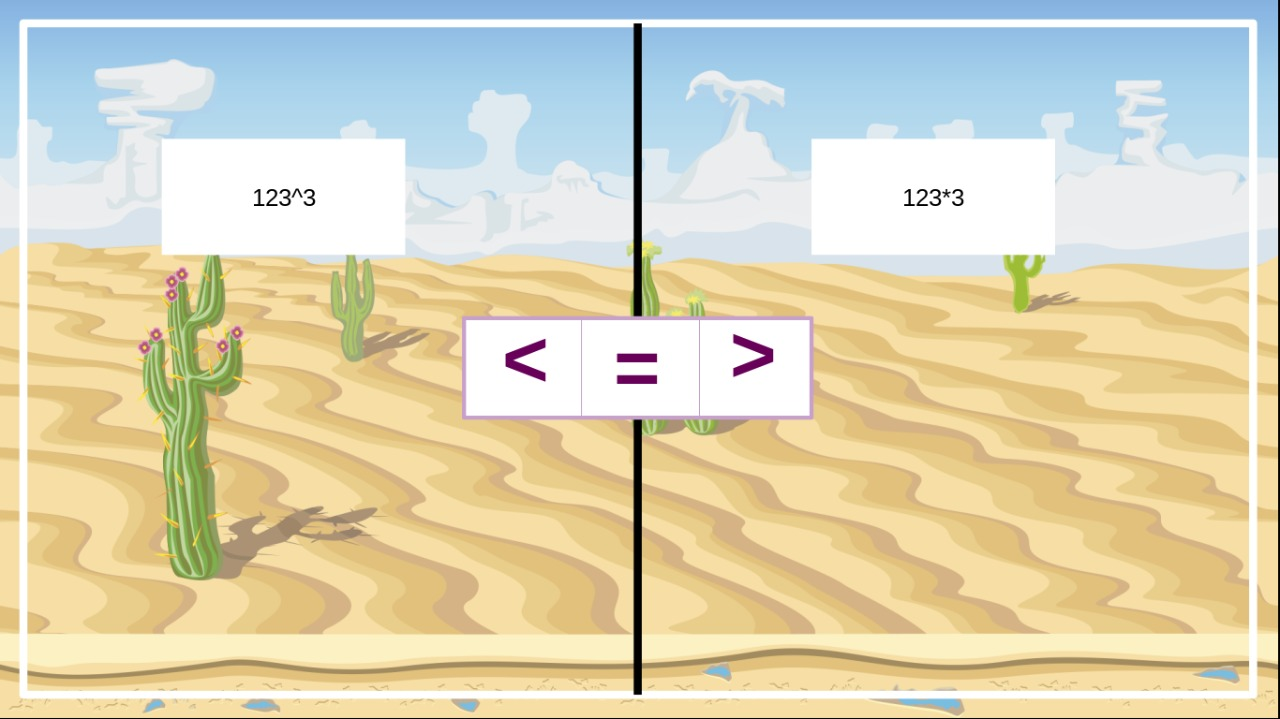 123^3
123*3
< = >